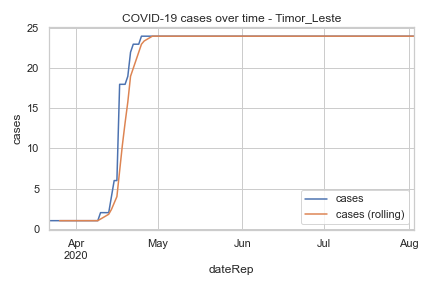 COVID-19 cases over time - Timor_Leste
25
20
15
10
5
0
cases
Apr
2020
May
Jun
Jul
Aug
dateRep
cases
cases (rolling)